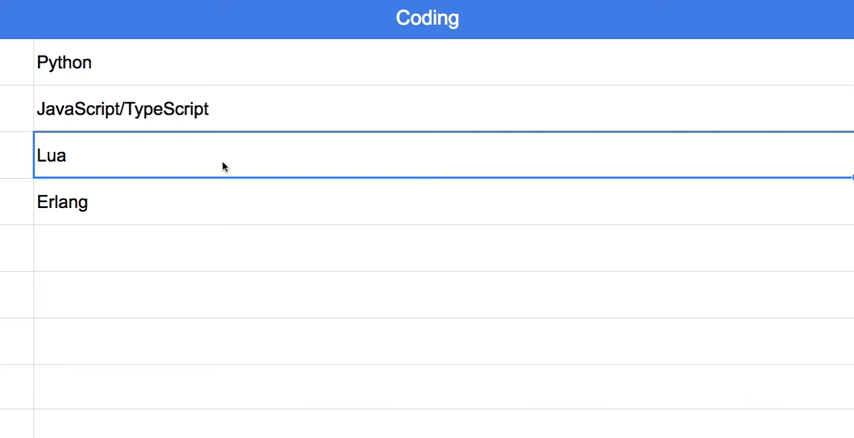 Coding
Python
JavaScript/TypeScript
Lua
Erlang